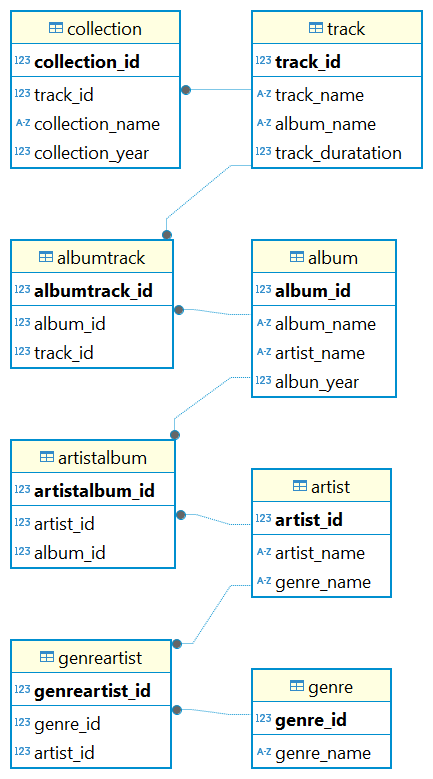 collection
123 collection_id
123 track_id
A-Z collection_name
123 collection_year
track
123 track_id
A-Z track_name
A-Z album_name
123 track_duratation
albumtrack
123 albumtrack_id
123 album_id
123 track_id
album
123 album_id
A-Z album_name
A-Z artist_name
123 albun_year
artistalbum
123 artistalbum_id
123 artist_id
123 album_id
artist
123 artist_id
A-Z artist_name
A-Z genre_name
genreartist
123 genreartist_id
123 genre_id
123 artist_id
genre
123 genre_id
A-Z genre_name